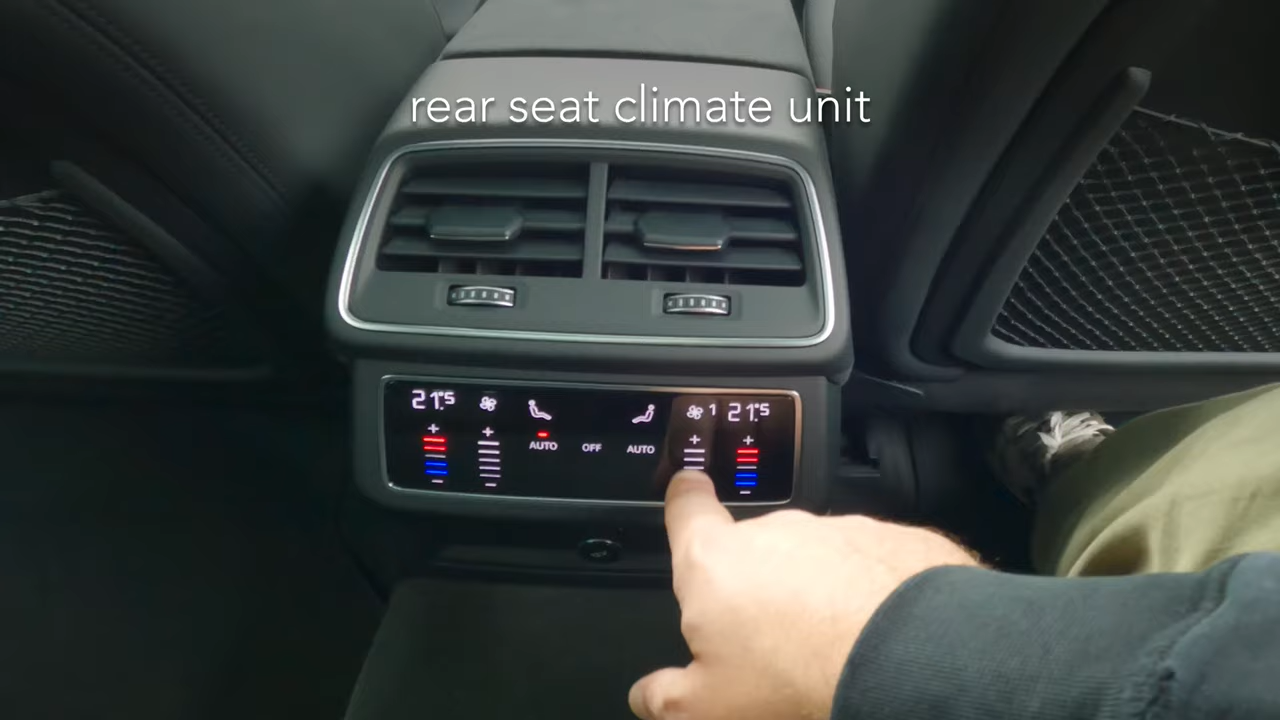 rear seat climate unit
21.5 1 21.5
+ + + +
AUTO OFF AUTO
- - -